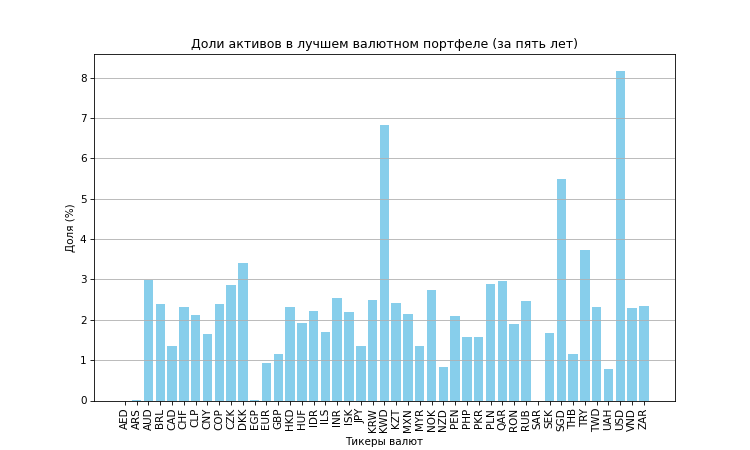 Доли активов в лучшем валютном портфеле (за пять лет)
Доля (%)
8
7
6
5
4
3
2
1
0
AED
ARS
AUD
BRL
CAD
CHF
CLP
CNY
COP
CZK
DKK
EGP
EUR
GBP
HKD
HUF
IDR
ILS
INR
ISK
JPY
KRW
KWD
KZT
MXN
MYR
NOK
NZD
PEN
PHP
PKR
PLN
QAR
RON
RUB
SAR
SEK
SGD
THB
TRY
TWD
UAH
USD
VND
ZAR
Тикеры валют